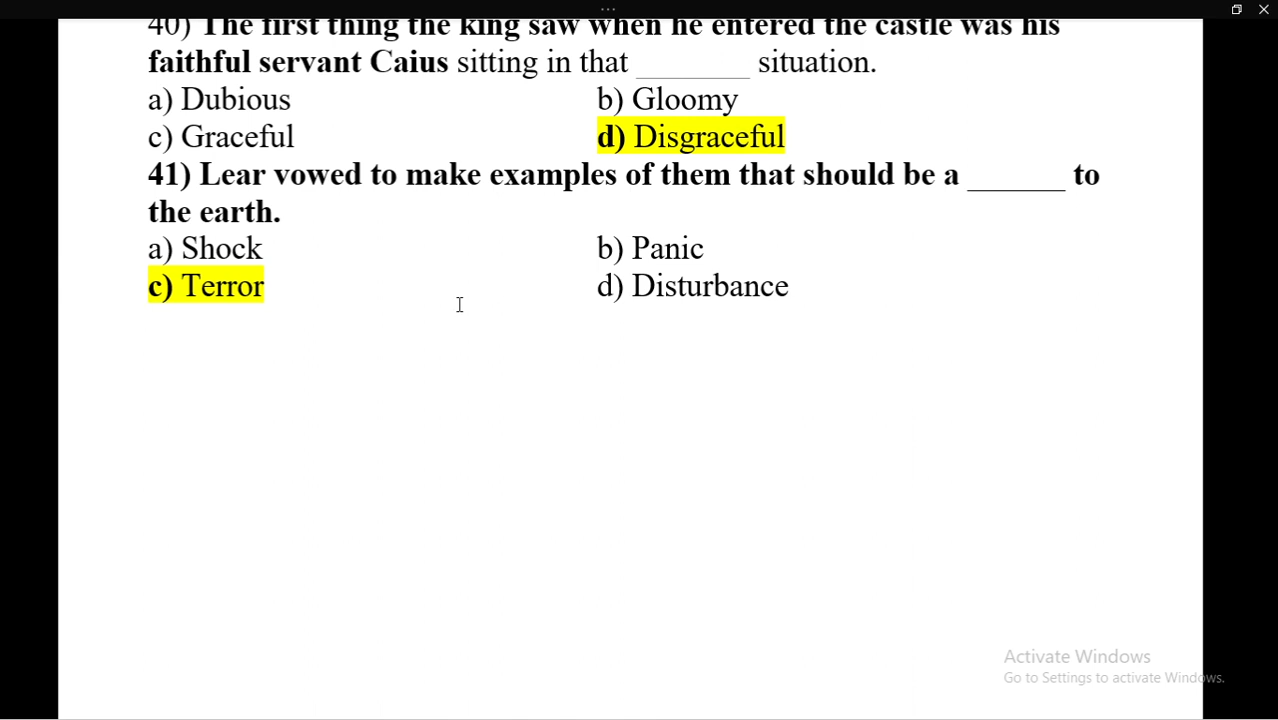 40) The first thing the king saw when he entered the castle was his
faithful servant Caius sitting in that ________ situation.
a) Dubious b) Gloomy
c) Graceful d) Disgraceful
41) Lear vowed to make examples of them that should be a ______ to
the earth.
a) Shock b) Panic
c) Terror d) Disturbance
Activate Windows
Go to Settings to activate Windows.